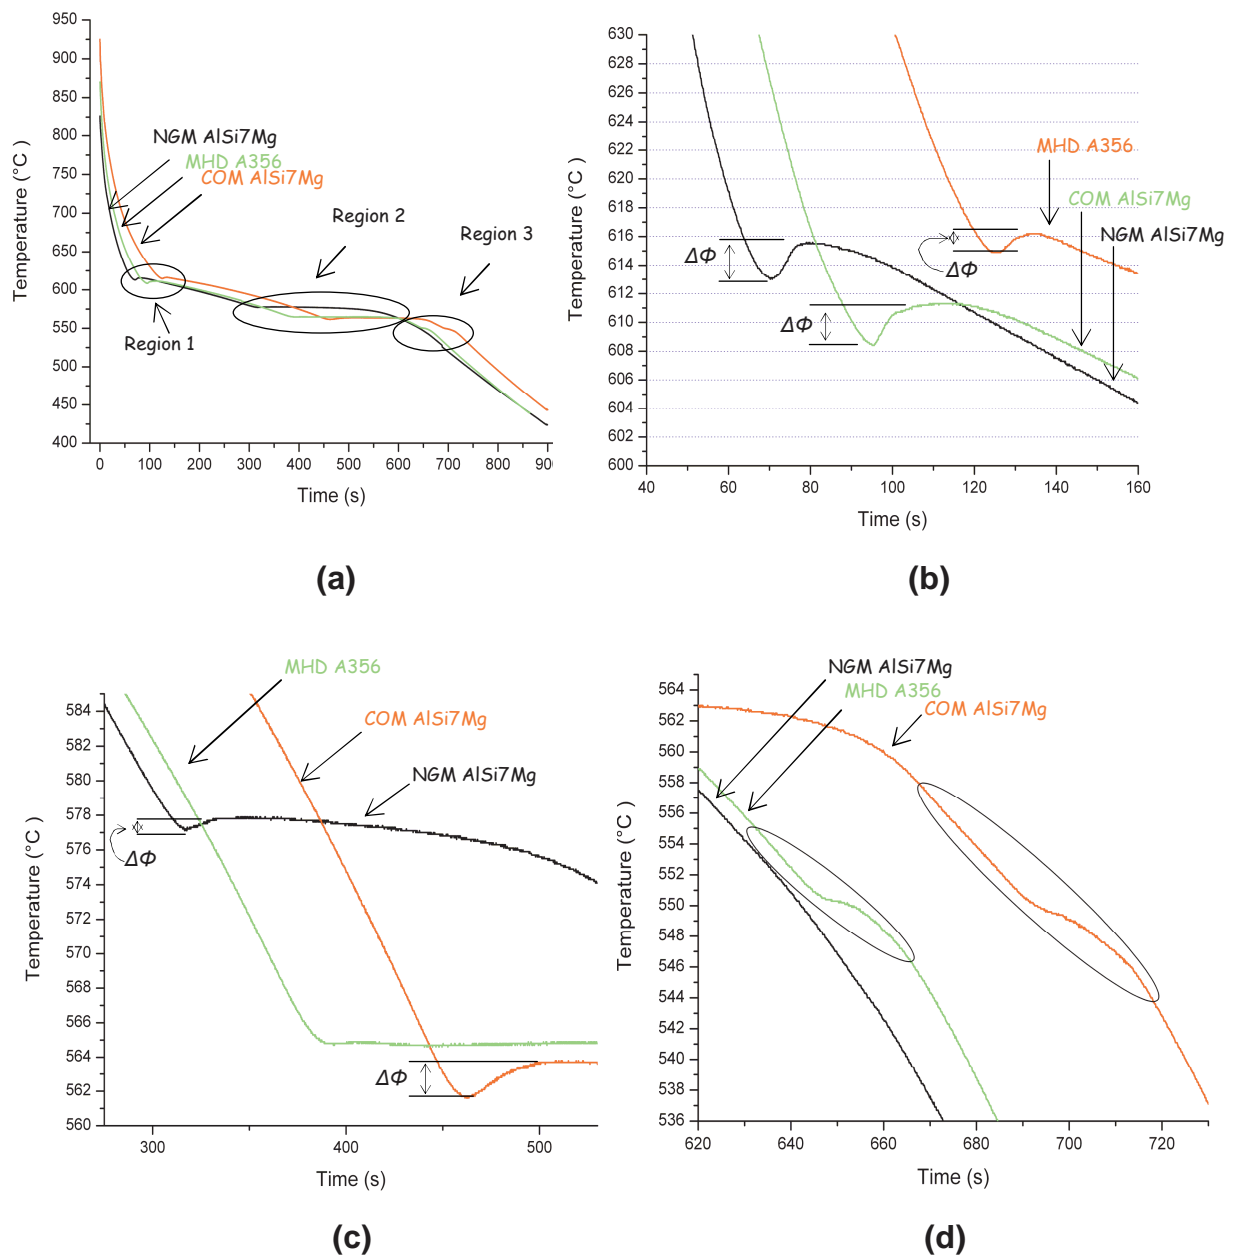 950
900
850
800
750
700
650
600
550
500
450
400
Temperature (°C)
NGM AlSi7Mg
MHD A356
COM AlSi7Mg
Region 2
Region 3
Region 1
0 100 200 300 400 500 600 700 800 900
Time (s)
(a)
630
628
626
624
622
620
618
616
614
612
610
608
606
604
602
600
Temperature (°C )
MHD A356
COM AlSi7Mg
NGM AlSi7Mg
ΔΦ
ΔΦ
ΔΦ
40 60 80 100 120 140 160
Time (s)
(b)
MHD A356
COM AlSi7Mg
NGM AlSi7Mg
584
582
580
578
576
574
572
570
568
566
564
562
560
Temperature (°C)
ΔΦ
ΔΦ
300 400 500
Time (s)
(c)
NGM AlSi7Mg
MHD A356
COM AlSi7Mg
564
562
560
558
556
554
552
550
548
546
544
542
540
538
536
Temperature (°C)
620 640 660 680 700 720
Time (s)
(d)